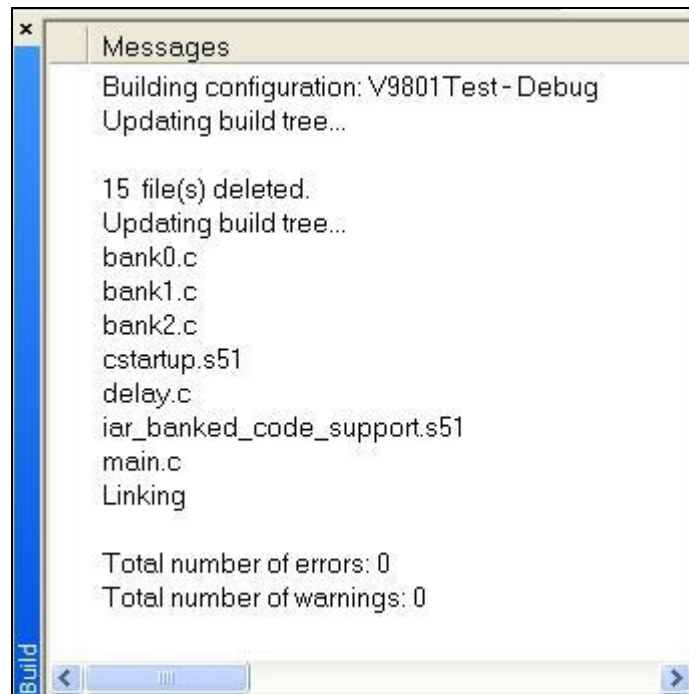 Messages
Building configuration: V9801Test - Debug
Updating build tree...
15 file(s) deleted.
Updating build tree...
bank0.c
bank1.c
bank2.c
cstartup.s51
delay.c
iar_banked_code_support.s51
main.c
Linking
Total number of errors: 0
Total number of warnings: 0
Build